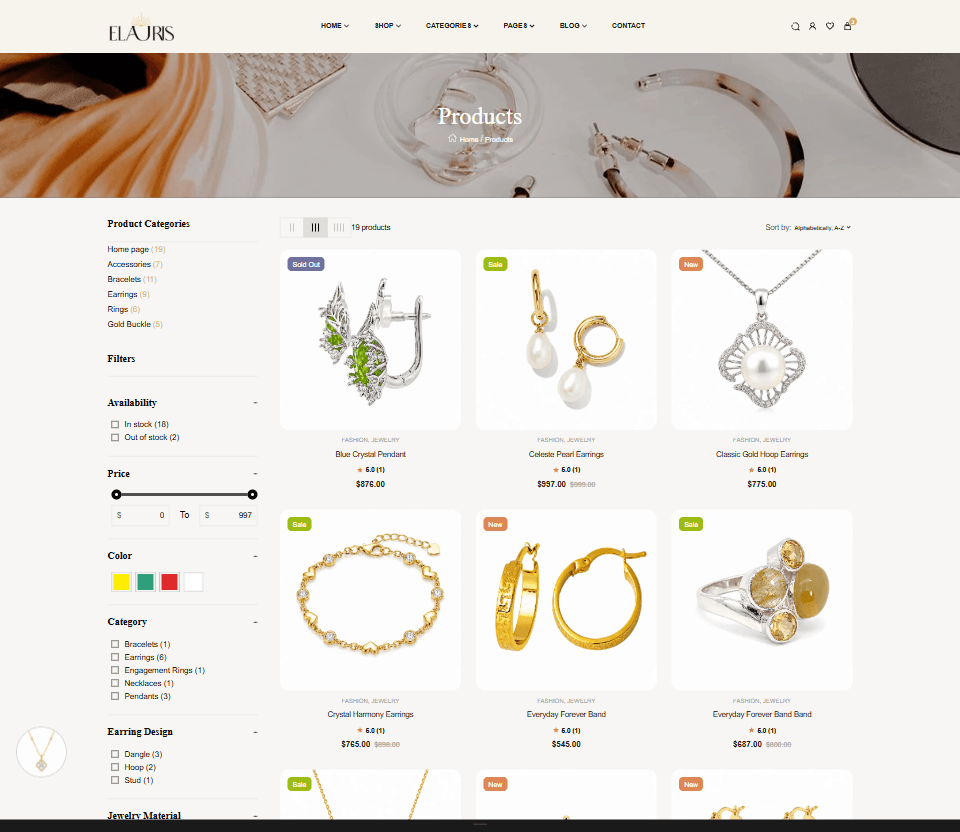 ELAURIS
HOME
SHOP
CATEGORIES
PAGES
BLOG
CONTACT
Products
Home / Products
Product Categories
Home page (19)
Accessories (7)
Bracelets (11)
Earrings (9)
Rings (6)
Gold Buckle (5)
Filters
Availability
In stock (18)
Out of stock (2)
Price
$ 0 To $ 997
Color
Category
Bracelets (1)
Earrings (6)
Engagement Rings (1)
Necklaces (1)
Pendants (3)
Earring Design
Dangle (3)
Hoop (2)
Stud (1)
Jewelry Material
19 products
Sort by: Alphabetically, A-Z
Sold Out
FASHION, JEWELRY
Blue Crystal Pendant
5.0 (1)
$876.00
Sale
FASHION, JEWELRY
Celeste Pearl Earrings
5.0 (1)
$997.00 $999.00
New
FASHION, JEWELRY
Classic Gold Hoop Earrings
5.0 (1)
$775.00
Sale
FASHION, JEWELRY
Crystal Harmony Earrings
5.0 (1)
$765.00 $898.00
New
FASHION, JEWELRY
Everyday Forever Band
5.0 (1)
$545.00
Sale
FASHION, JEWELRY
Everyday Forever Band Band
5.0 (1)
$687.00 $800.00
Sale
New
New